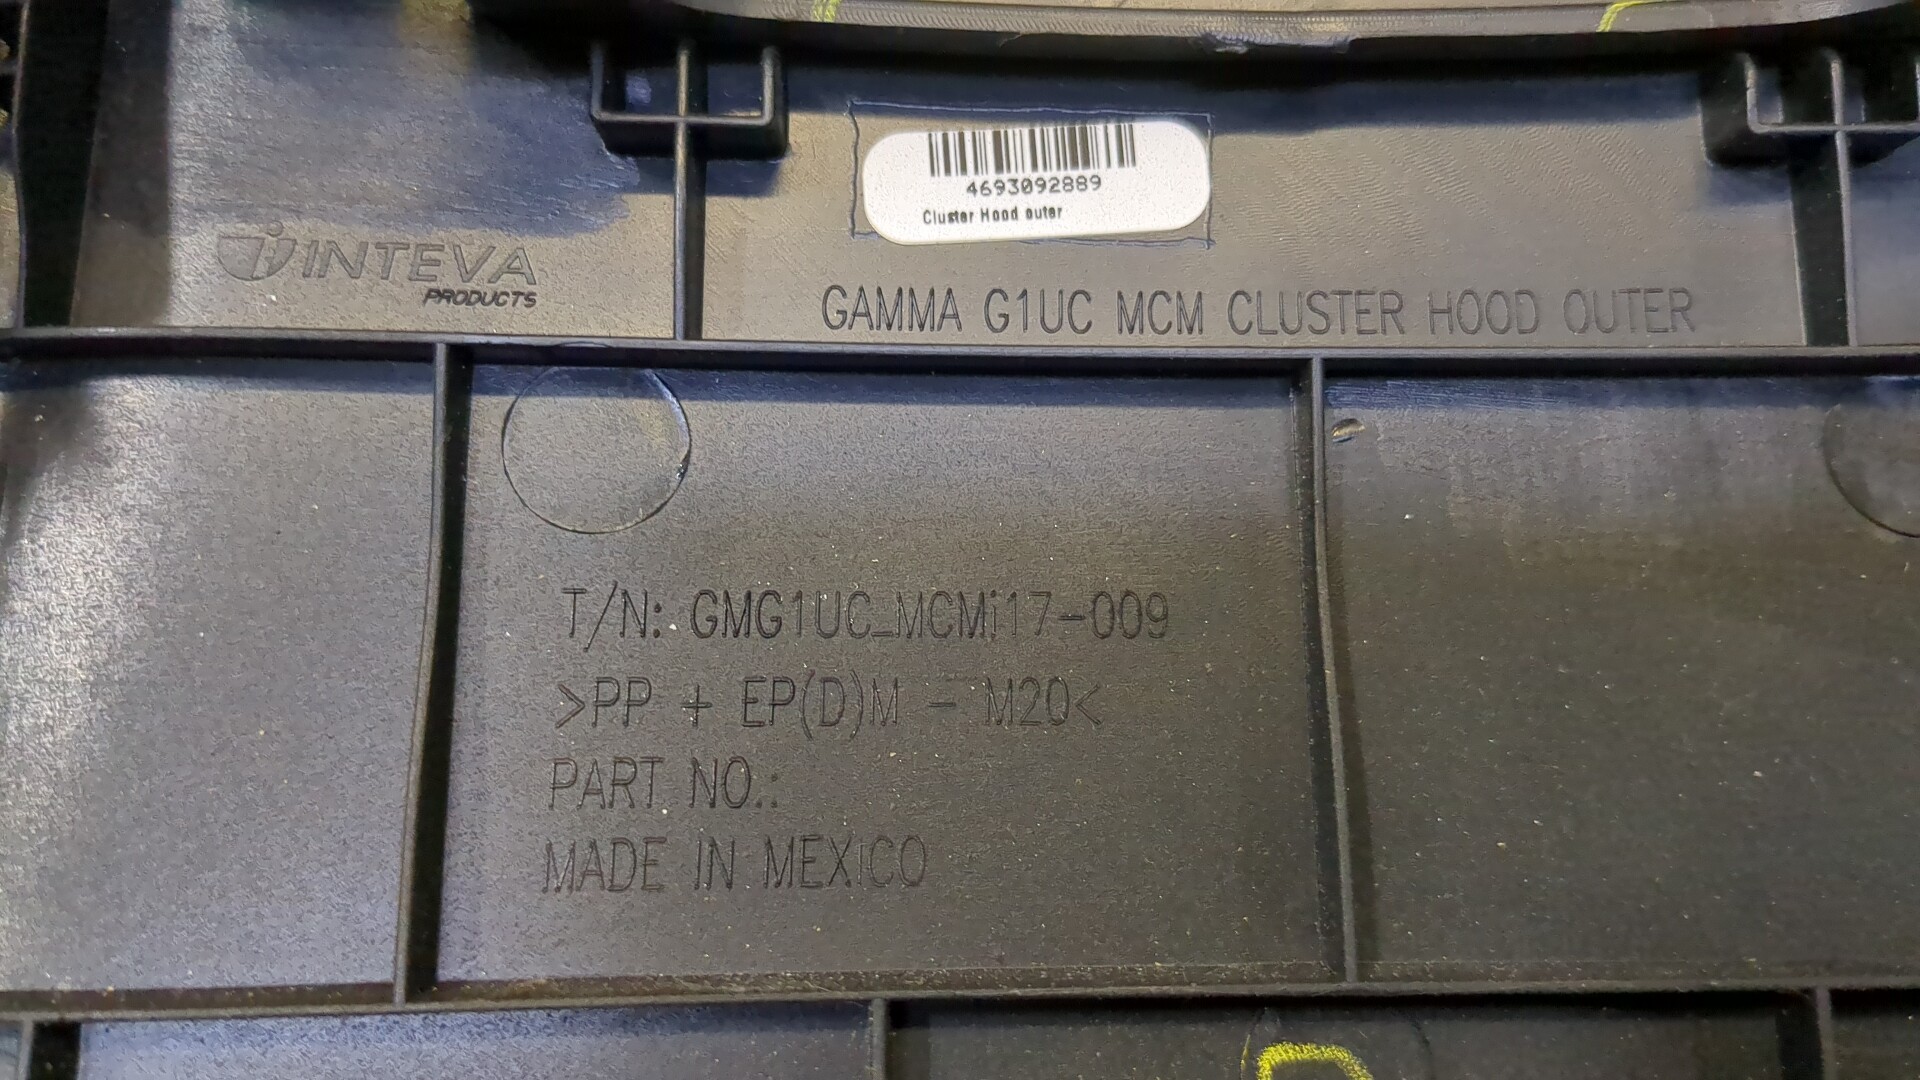 4693092889
Cluster Hood outer
INTEVA
PRODUCTS
GAMMA G1UC MCM CLUSTER HOOD OUTER
T/N: GMG1UC_MCMi17-009
>PP + EP(D)M - M20<
PART NO.:
MADE IN MEXiCO